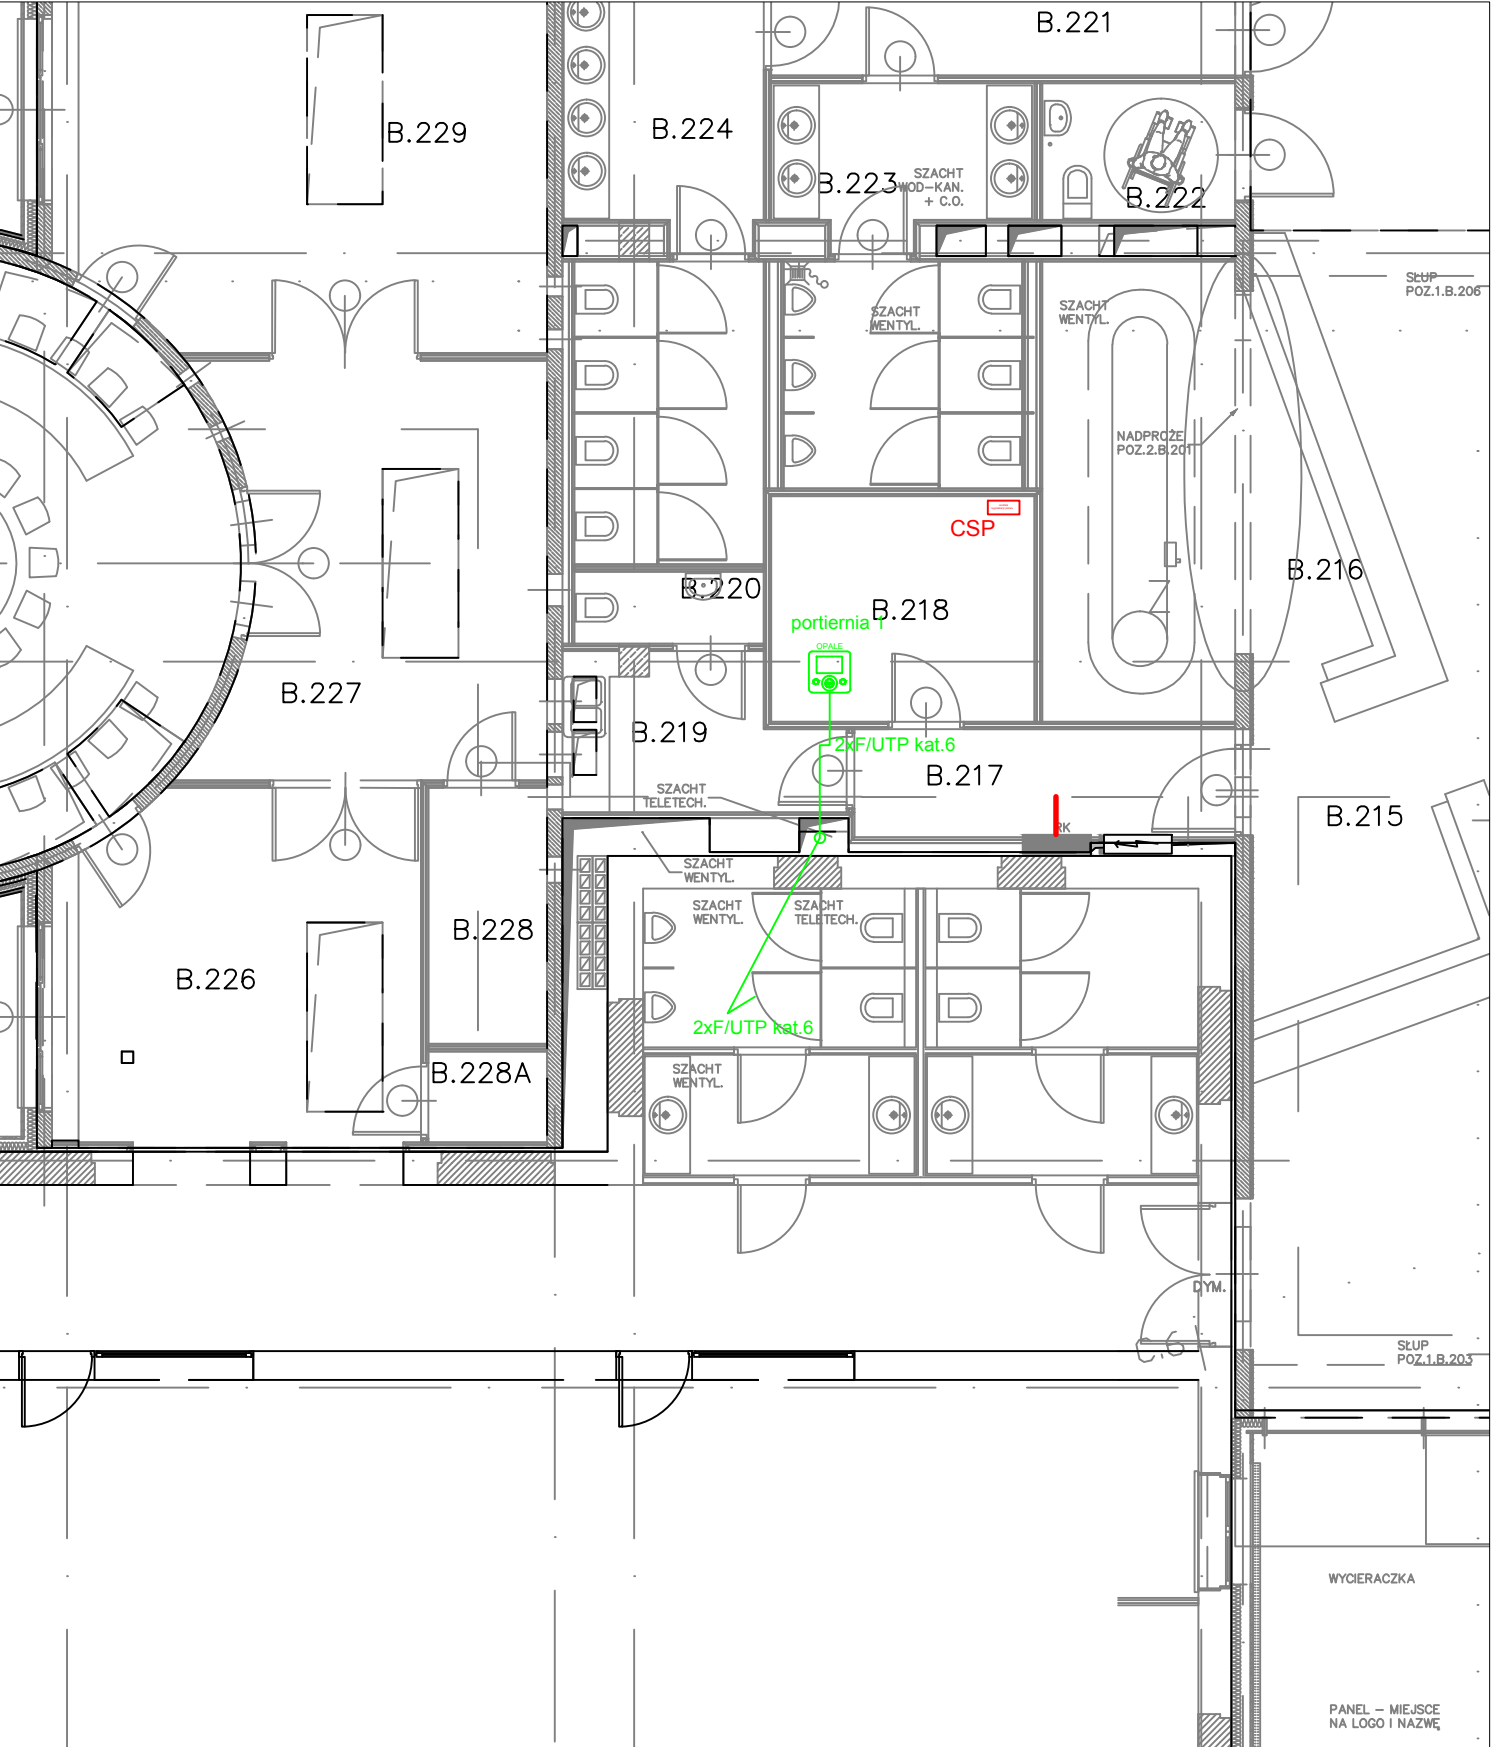 B.221
B.229
B.224
B.223
SZACHT
WOD-KAN.
+ C.O.
B.222
SŁUP
POZ.1.B.206
SZACHT
WENTYL.
SZACHT
WENTYL.
NADPROŻE
POZ.2.B.201
CSP
B.216
B.220
B.218
portiernia 1
OPALE
B.227
B.219
2xF/UTP kat.6
B.217
SZACHT
TELETECH.
B.215
RK
SZACHT
WENTYL.
SZACHT
WENTYL.
SZACHT
TELETECH.
B.228
B.226
2xF/UTP kat.6
B.228A
SZACHT
WENTYL.
DYM.
C.6
SŁUP
POZ.1.B.203
WYCIERACZKA
PANEL – MIEJSCE
NA LOGO I NAZWĘ